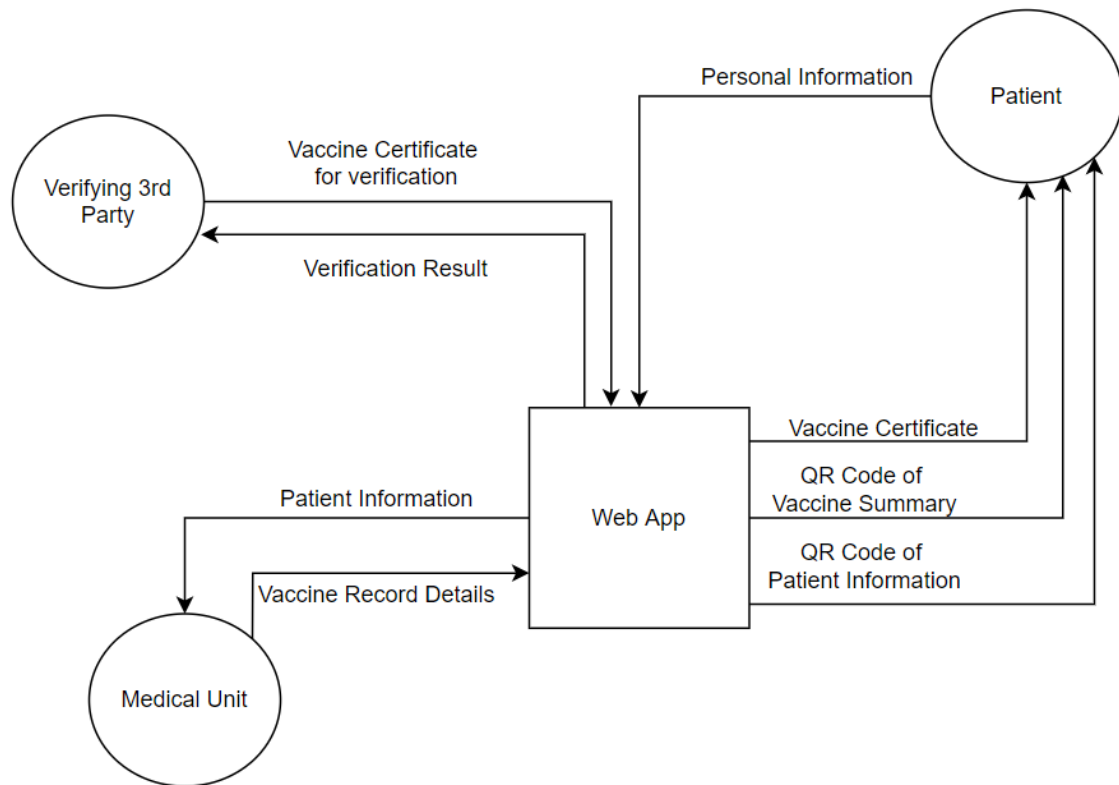 Personal Information
Patient
Vaccine Certificate
for verification
Verifying 3rd
Party
Verification Result
Vaccine Certificate
QR Code of
Vaccine Summary
Patient Information
Web App
QR Code of
Patient Information
Vaccine Record Details
Medical Unit